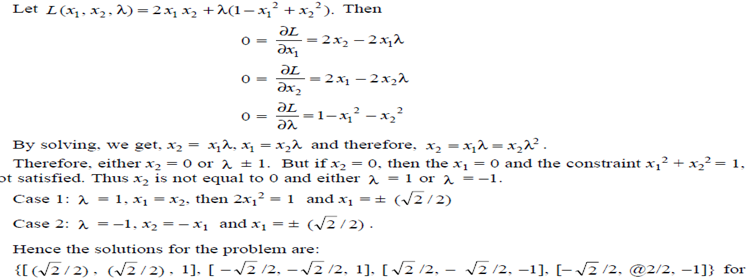 Let L(x₁, x₂, λ) = 2x₁ x₂ + λ(1 − x₁² + x₂²). Then
0 = ∂L/∂x₁ = 2x₂ − 2x₁λ
0 = ∂L/∂x₂ = 2x₁ − 2x₂λ
0 = ∂L/∂λ = 1 − x₁² − x₂²
By solving, we get, x₂ = x₁λ, x₁ = x₂λ and therefore, x₂ = x₁λ = x₂λ².
Therefore, either x₂ = 0 or λ ± 1. But if x₂ = 0, then the x₁ = 0 and the constraint x₁² + x₂² = 1,
ot satisfied. Thus x₂ is not equal to 0 and either λ = 1 or λ = −1.
Case 1: λ = 1, x₁ = x₂, then 2x₁² = 1 and x₁ = ± (√2 / 2)
Case 2: λ = −1, x₂ = − x₁ and x₁ = ± (√2 / 2) .
Hence the solutions for the problem are:
{[ (√2 / 2) , (√2 / 2) , 1], [ − √2 /2, − √2 /2, 1], [ √2 /2, − √2 /2, −1], [− √2 /2, @2/2, −1]} for